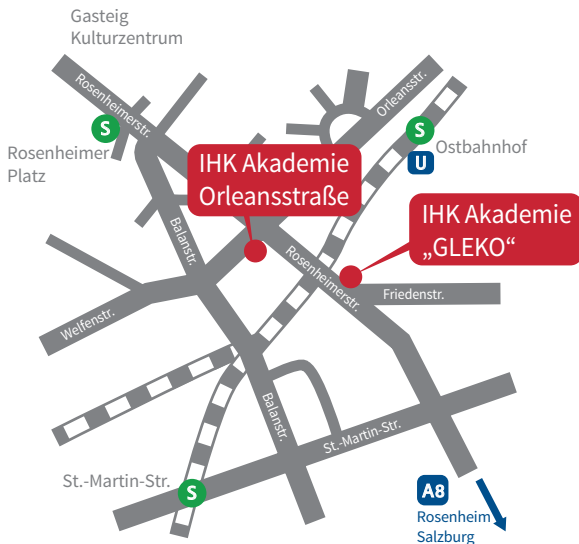 Gasteig
Kulturzentrum
Rosenheimerstr.
Orleansstr.
S
S
Rosenheimer
Platz
Ostbahnhof
U
IHK Akademie
Orleansstraße
IHK Akademie
„GLEKO“
Balanstr.
Rosenheimerstr.
Friedenstr.
Welfenstr.
Balanstr.
St.-Martin-Str.
St.-Martin-Str.
S
A8
Rosenheim
Salzburg